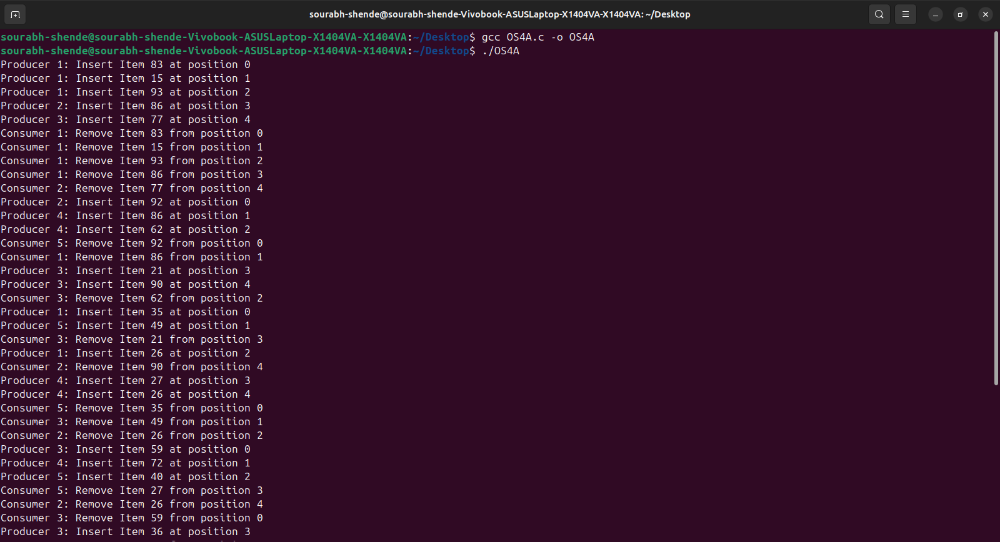 sourabh-shende@sourabh-shende-Vivobook-ASUSLaptop-X1404VA-X1404VA: ~/Desktop
sourabh-shende@sourabh-shende-Vivobook-ASUSLaptop-X1404VA-X1404VA:~/Desktop$ gcc OS4A.c -o OS4A
sourabh-shende@sourabh-shende-Vivobook-ASUSLaptop-X1404VA-X1404VA:~/Desktop$ ./OS4A
Producer 1: Insert Item 83 at position 0
Producer 1: Insert Item 15 at position 1
Producer 1: Insert Item 93 at position 2
Producer 2: Insert Item 86 at position 3
Producer 3: Insert Item 77 at position 4
Consumer 1: Remove Item 83 from position 0
Consumer 1: Remove Item 15 from position 1
Consumer 1: Remove Item 93 from position 2
Consumer 1: Remove Item 86 from position 3
Consumer 2: Remove Item 77 from position 4
Producer 2: Insert Item 92 at position 0
Producer 4: Insert Item 86 at position 1
Producer 4: Insert Item 62 at position 2
Consumer 5: Remove Item 92 from position 0
Consumer 1: Remove Item 86 from position 1
Producer 3: Insert Item 21 at position 3
Producer 3: Insert Item 90 at position 4
Consumer 3: Remove Item 62 from position 2
Producer 1: Insert Item 35 at position 0
Producer 5: Insert Item 49 at position 1
Consumer 3: Remove Item 21 from position 3
Producer 1: Insert Item 26 at position 2
Consumer 2: Remove Item 90 from position 4
Producer 4: Insert Item 27 at position 3
Producer 4: Insert Item 26 at position 4
Consumer 5: Remove Item 35 from position 0
Consumer 3: Remove Item 49 from position 1
Consumer 2: Remove Item 26 from position 2
Producer 3: Insert Item 59 at position 0
Producer 4: Insert Item 72 at position 1
Producer 5: Insert Item 40 at position 2
Consumer 5: Remove Item 27 from position 3
Consumer 2: Remove Item 26 from position 4
Consumer 3: Remove Item 59 from position 0
Producer 3: Insert Item 36 at position 3